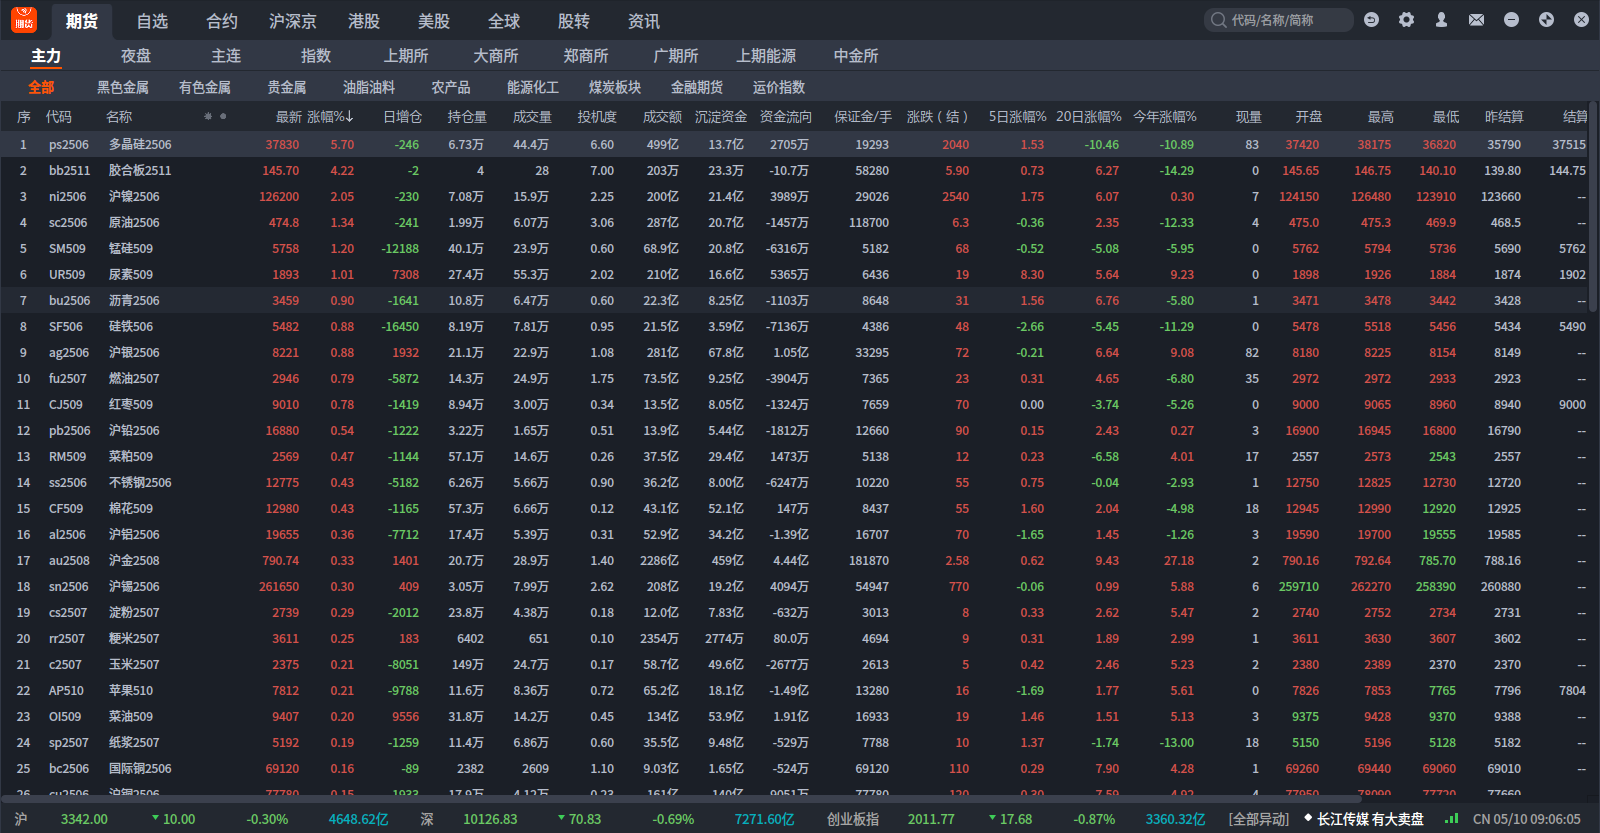 期货 期货 自选 合约 沪深京 港股 美股 全球 股转 资讯 代码/名称/简称
主力 夜盘 主连 指数 上期所 大商所 郑商所 广期所 上期能源 中金所
全部 黑色金属 有色金属 贵金属 油脂油料 农产品 能源化工 煤炭板块 金融期货 运价指数
序 代码 名称 最新 涨幅%↓ 日增仓 持仓量 成交量 投机度 成交额 沉淀资金 资金流向 保证金/手 涨跌（结） 5日涨幅% 20日涨幅% 今年涨幅% 现量 开盘 最高 最低 昨结算 结算
1 ps2506 多晶硅2506 37830 5.70 -246 6.73万 44.4万 6.60 499亿 13.7亿 2705万 19293 2040 1.53 -10.46 -10.89 83 37420 38175 36820 35790 37515
2 bb2511 胶合板2511 145.70 4.22 -2 4 28 7.00 203万 23.3万 -10.7万 58280 5.90 0.73 6.27 -14.29 0 145.65 146.75 140.10 139.80 144.75
3 ni2506 沪镍2506 126200 2.05 -230 7.08万 15.9万 2.25 200亿 21.4亿 3989万 29026 2540 1.75 6.07 0.30 7 124150 126480 123910 123660 --
4 sc2506 原油2506 474.8 1.34 -241 1.99万 6.07万 3.06 287亿 20.7亿 -1457万 118700 6.3 -0.36 2.35 -12.33 4 475.0 475.3 469.9 468.5 --
5 SM509 锰硅509 5758 1.20 -12188 40.1万 23.9万 0.60 68.9亿 20.8亿 -6316万 5182 68 -0.52 -5.08 -5.95 0 5762 5794 5736 5690 5762
6 UR509 尿素509 1893 1.01 7308 27.4万 55.3万 2.02 210亿 16.6亿 5365万 6436 19 8.30 5.64 9.23 0 1898 1926 1884 1874 1902
7 bu2506 沥青2506 3459 0.90 -1641 10.8万 6.47万 0.60 22.3亿 8.25亿 -1103万 8648 31 1.56 6.76 -5.80 1 3471 3478 3442 3428 --
8 SF506 硅铁506 5482 0.88 -16450 8.19万 7.81万 0.95 21.5亿 3.59亿 -7136万 4386 48 -2.66 -5.45 -11.29 0 5478 5518 5456 5434 5490
9 ag2506 沪银2506 8221 0.88 1932 21.1万 22.9万 1.08 281亿 67.8亿 1.05亿 33295 72 -0.21 6.64 9.08 82 8180 8225 8154 8149 --
10 fu2507 燃油2507 2946 0.79 -5872 14.3万 24.9万 1.75 73.5亿 9.25亿 -3904万 7365 23 0.31 4.65 -6.80 35 2972 2972 2933 2923 --
11 CJ509 红枣509 9010 0.78 -1419 8.94万 3.00万 0.34 13.5亿 8.05亿 -1324万 7659 70 0.00 -3.74 -5.26 0 9000 9065 8960 8940 9000
12 pb2506 沪铅2506 16880 0.54 -1222 3.22万 1.65万 0.51 13.9亿 5.44亿 -1812万 12660 90 0.15 2.43 0.27 3 16900 16945 16800 16790 --
13 RM509 菜粕509 2569 0.47 -1144 57.1万 14.6万 0.26 37.5亿 29.4亿 1473万 5138 12 0.23 -6.58 4.01 17 2557 2573 2543 2557 --
14 ss2506 不锈钢2506 12775 0.43 -5182 6.26万 5.66万 0.90 36.2亿 8.00亿 -6247万 10220 55 0.75 -0.04 -2.93 1 12750 12825 12730 12720 --
15 CF509 棉花509 12980 0.43 -1165 57.3万 6.66万 0.12 43.1亿 52.1亿 147万 8437 55 1.60 2.04 -4.98 18 12945 12990 12920 12925 --
16 al2506 沪铝2506 19655 0.36 -7712 17.4万 5.39万 0.31 52.9亿 34.2亿 -1.39亿 16707 70 -1.65 1.45 -1.26 3 19590 19700 19555 19585 --
17 au2508 沪金2508 790.74 0.33 1401 20.7万 28.9万 1.40 2286亿 459亿 4.44亿 181870 2.58 0.62 9.43 27.18 2 790.16 792.64 785.70 788.16 --
18 sn2506 沪锡2506 261650 0.30 409 3.05万 7.99万 2.62 208亿 19.2亿 4094万 54947 770 -0.06 0.99 5.88 6 259710 262270 258390 260880 --
19 cs2507 淀粉2507 2739 0.29 -2012 23.8万 4.38万 0.18 12.0亿 7.83亿 -632万 3013 8 0.33 2.62 5.47 2 2740 2752 2734 2731 --
20 rr2507 粳米2507 3611 0.25 183 6402 651 0.10 2354万 2774万 80.0万 4694 9 0.31 1.89 2.99 1 3611 3630 3607 3602 --
21 c2507 玉米2507 2375 0.21 -8051 149万 24.7万 0.17 58.7亿 49.6亿 -2677万 2613 5 0.42 2.46 5.23 2 2380 2389 2370 2370 --
22 AP510 苹果510 7812 0.21 -9788 11.6万 8.36万 0.72 65.2亿 18.1亿 -1.49亿 13280 16 -1.69 1.77 5.61 0 7826 7853 7765 7796 7804
23 OI509 菜油509 9407 0.20 9556 31.8万 14.2万 0.45 134亿 53.9亿 1.91亿 16933 19 1.46 1.51 5.13 3 9375 9428 9370 9388 --
24 sp2507 纸浆2507 5192 0.19 -1259 11.4万 6.86万 0.60 35.5亿 9.48亿 -529万 7788 10 1.37 -1.74 -13.00 18 5150 5196 5128 5182 --
25 bc2506 国际铜2506 69120 0.16 -89 2382 2609 1.10 9.03亿 1.65亿 -524万 69120 110 0.29 7.90 4.28 1 69260 69440 69060 69010 --
26 cu2506 沪铜2506 77780 0.15 1933 17.9万 4.12万 0.23 161亿 140亿 9051万 77780 120 0.30 7.59 4.92 4 77950 78090 77720 77660
沪 3342.00 ▼10.00 -0.30% 4648.62亿 深 10126.83 ▼70.83 -0.69% 7271.60亿 创业板指 2011.77 ▼17.68 -0.87% 3360.32亿 [全部异动] 长江传媒 有大卖盘 CN 05/10 09:06:05